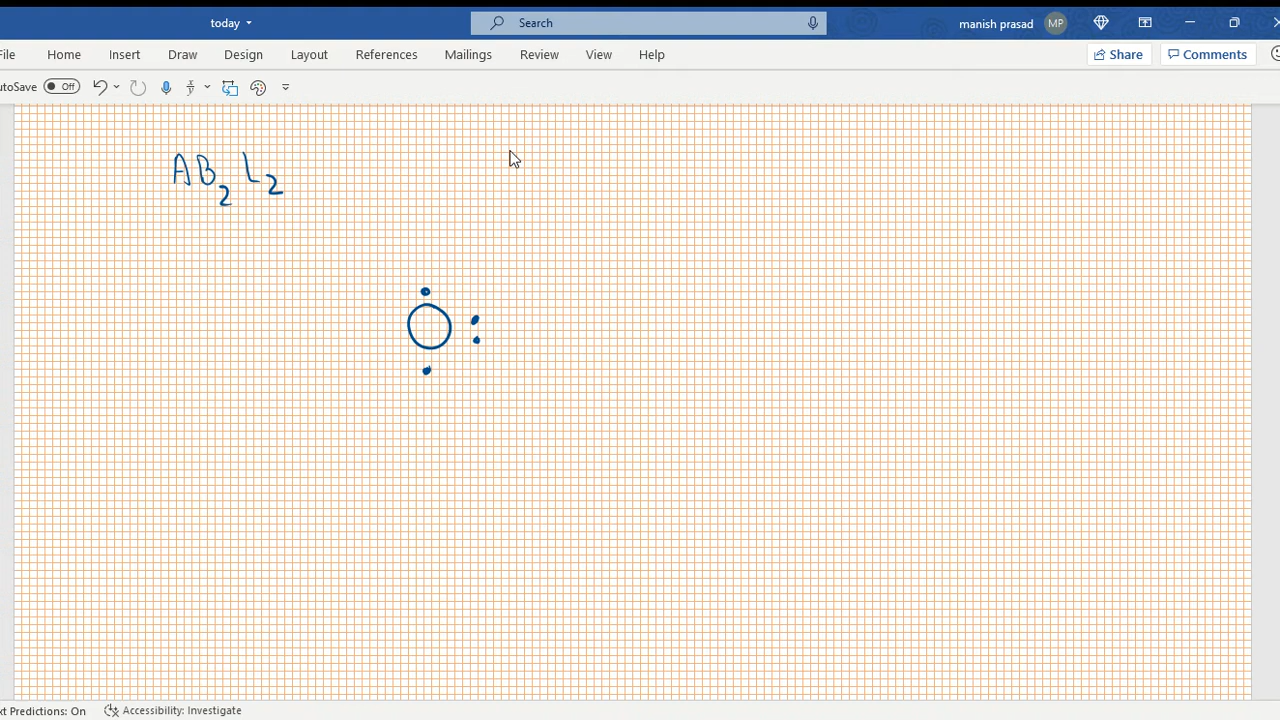 today
Search
manish prasad
MP
File Home Insert Draw Design Layout References Mailings Review View Help Share Comments
AutoSave Off
x/y
AB₂L₂
xt Predictions: On Accessibility: Investigate